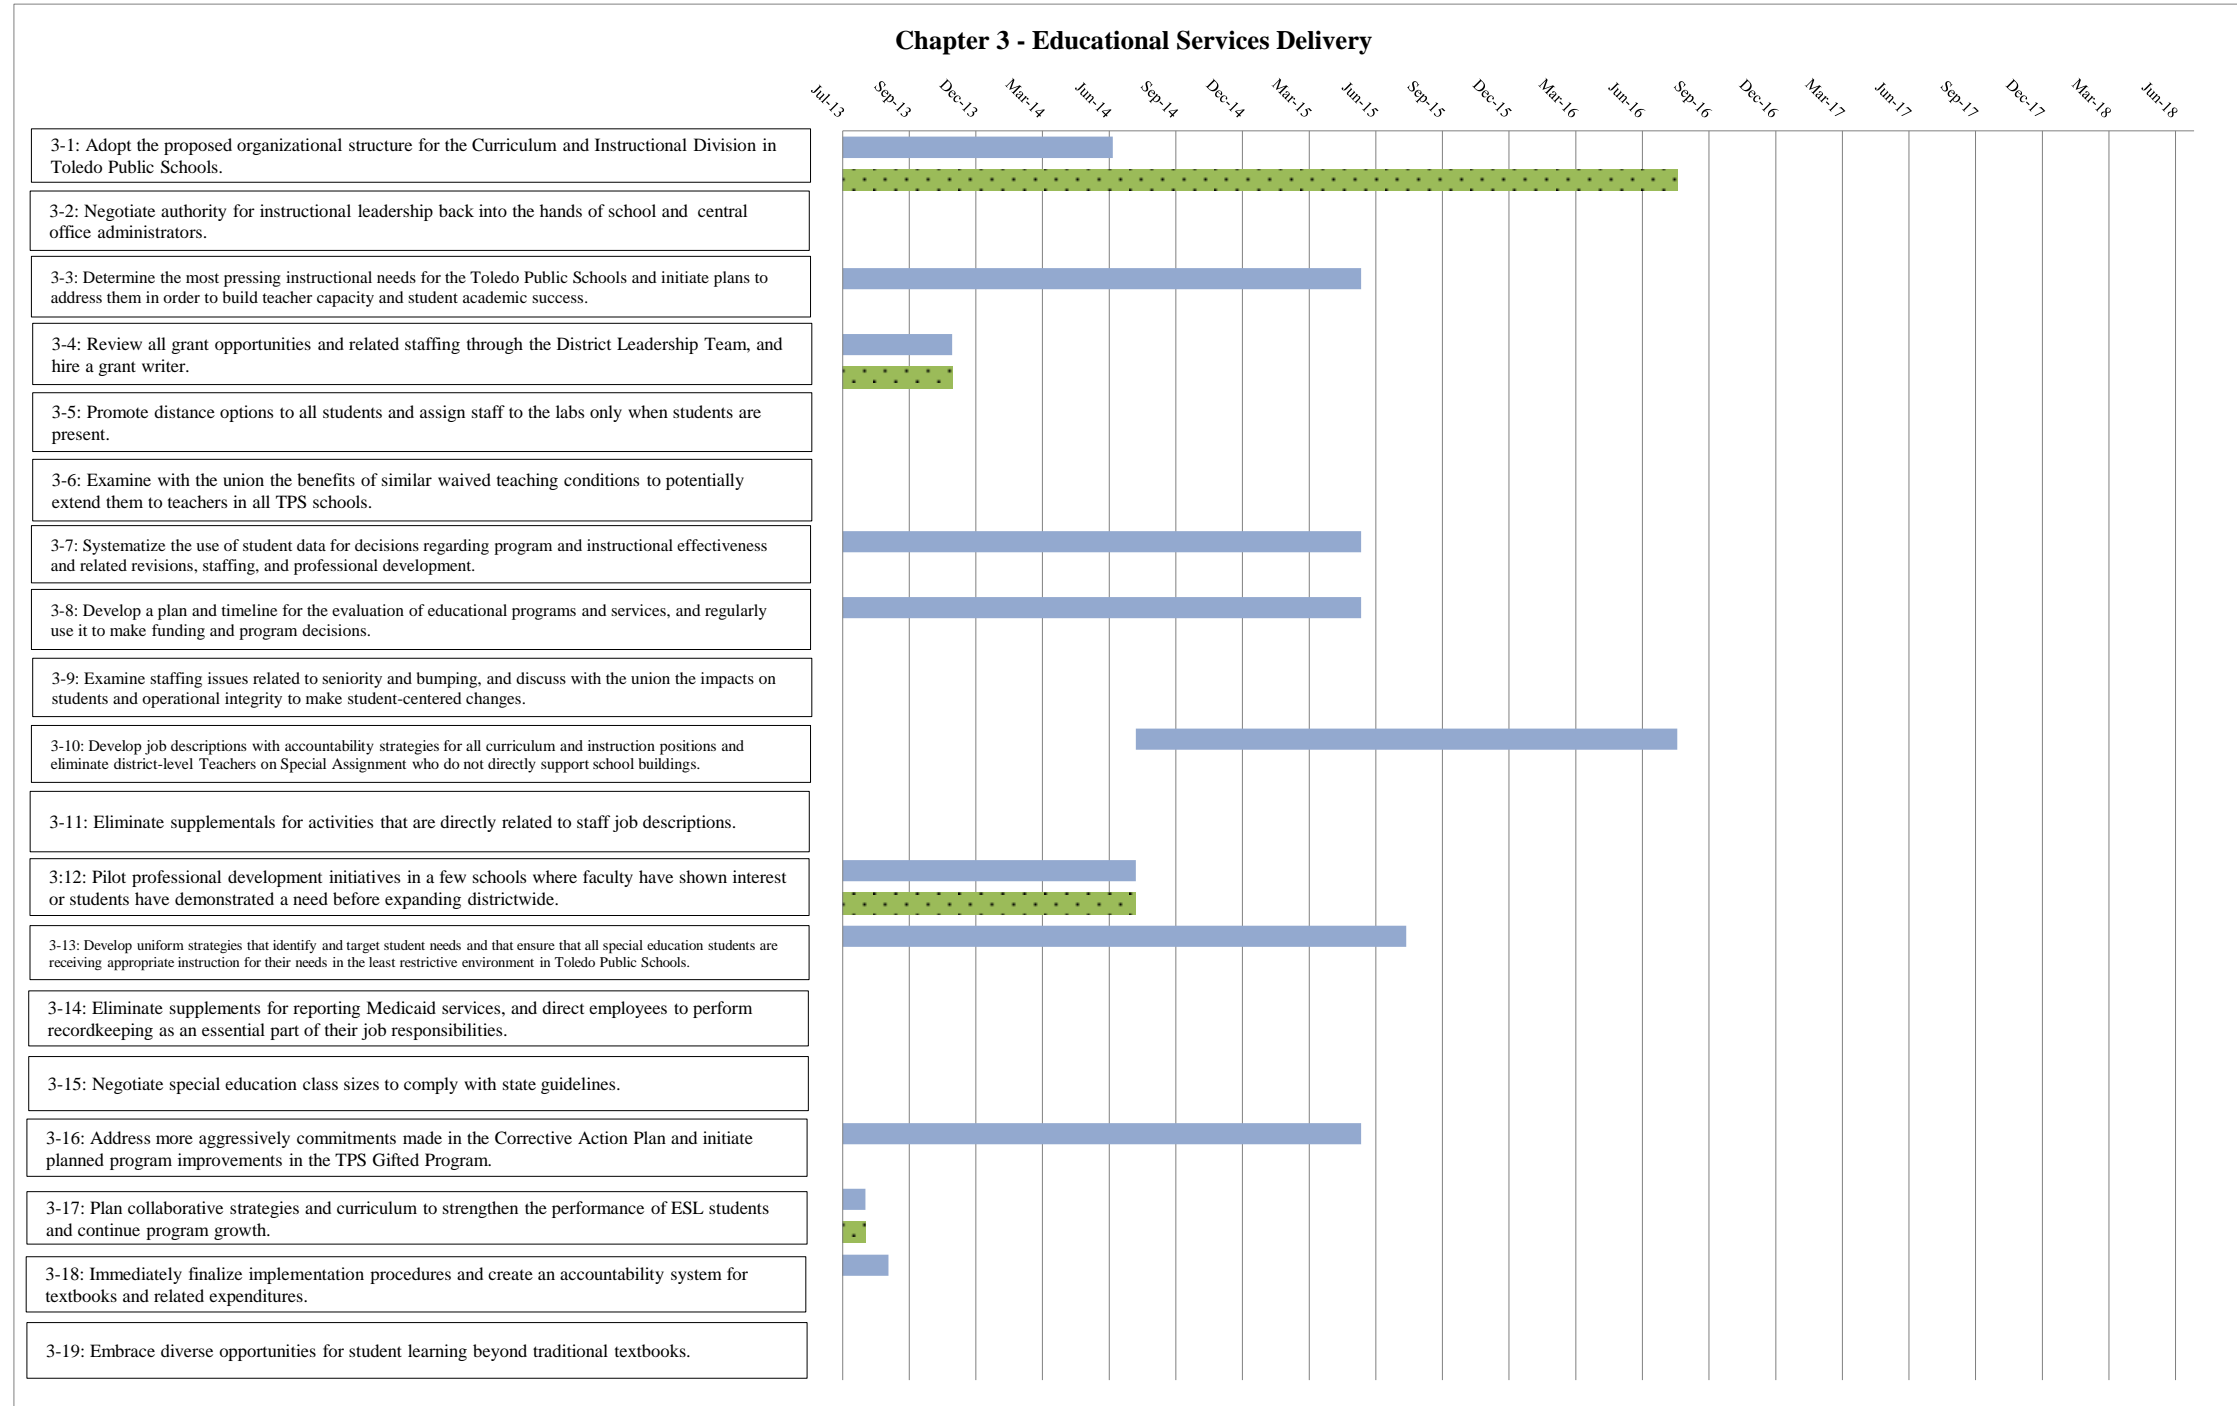 Chapter 3 - Educational Services Delivery
Jul-13
Sep-13
Dec-13
Mar-14
Jun-14
Sep-14
Dec-14
Mar-15
Jun-15
Sep-15
Dec-15
Mar-16
Jun-16
Sep-16
Dec-16
Mar-17
Jun-17
Sep-17
Dec-17
Mar-18
Jun-18
3-1: Adopt the proposed organizational structure for the Curriculum and Instructional Division in
Toledo Public Schools.
3-2: Negotiate authority for instructional leadership back into the hands of school and central
office administrators.
3-3: Determine the most pressing instructional needs for the Toledo Public Schools and initiate plans to
address them in order to build teacher capacity and student academic success.
3-4: Review all grant opportunities and related staffing through the District Leadership Team, and
hire a grant writer.
3-5: Promote distance options to all students and assign staff to the labs only when students are
present.
3-6: Examine with the union the benefits of similar waived teaching conditions to potentially
extend them to teachers in all TPS schools.
3-7: Systematize the use of student data for decisions regarding program and instructional effectiveness
and related revisions, staffing, and professional development.
3-8: Develop a plan and timeline for the evaluation of educational programs and services, and regularly
use it to make funding and program decisions.
3-9: Examine staffing issues related to seniority and bumping, and discuss with the union the impacts on
students and operational integrity to make student-centered changes.
3-10: Develop job descriptions with accountability strategies for all curriculum and instruction positions and
eliminate district-level Teachers on Special Assignment who do not directly support school buildings.
3-11: Eliminate supplementals for activities that are directly related to staff job descriptions.
3:12: Pilot professional development initiatives in a few schools where faculty have shown interest
or students have demonstrated a need before expanding districtwide.
3-13: Develop uniform strategies that identify and target student needs and that ensure that all special education students are
receiving appropriate instruction for their needs in the least restrictive environment in Toledo Public Schools.
3-14: Eliminate supplements for reporting Medicaid services, and direct employees to perform
recordkeeping as an essential part of their job responsibilities.
3-15: Negotiate special education class sizes to comply with state guidelines.
3-16: Address more aggressively commitments made in the Corrective Action Plan and initiate
planned program improvements in the TPS Gifted Program.
3-17: Plan collaborative strategies and curriculum to strengthen the performance of ESL students
and continue program growth.
3-18: Immediately finalize implementation procedures and create an accountability system for
textbooks and related expenditures.
3-19: Embrace diverse opportunities for student learning beyond traditional textbooks.